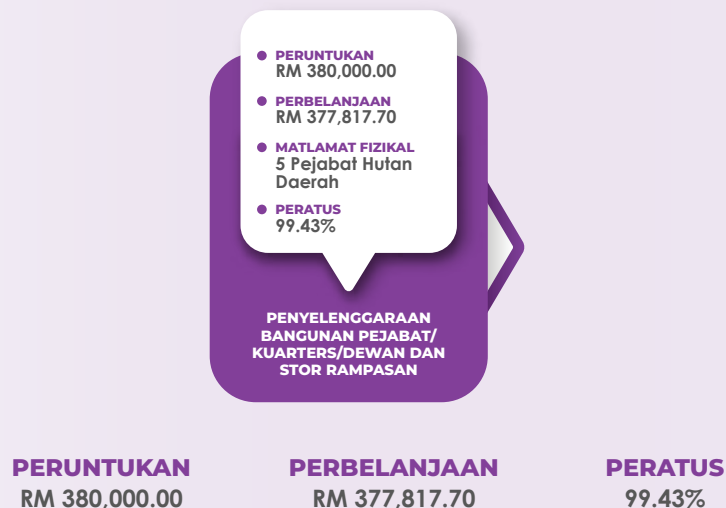 PERUNTUKAN
RM 380,000.00
PERBELANJAAN
RM 377,817.70
MATLAMAT FIZIKAL
5 Pejabat Hutan
Daerah
PERATUS
99.43%
PENYELENGGARAAN
BANGUNAN PEJABAT/
KUARTERS/DEWAN DAN
STOR RAMPASAN
PERUNTUKAN
RM 380,000.00
PERBELANJAAN
RM 377,817.70
PERATUS
99.43%